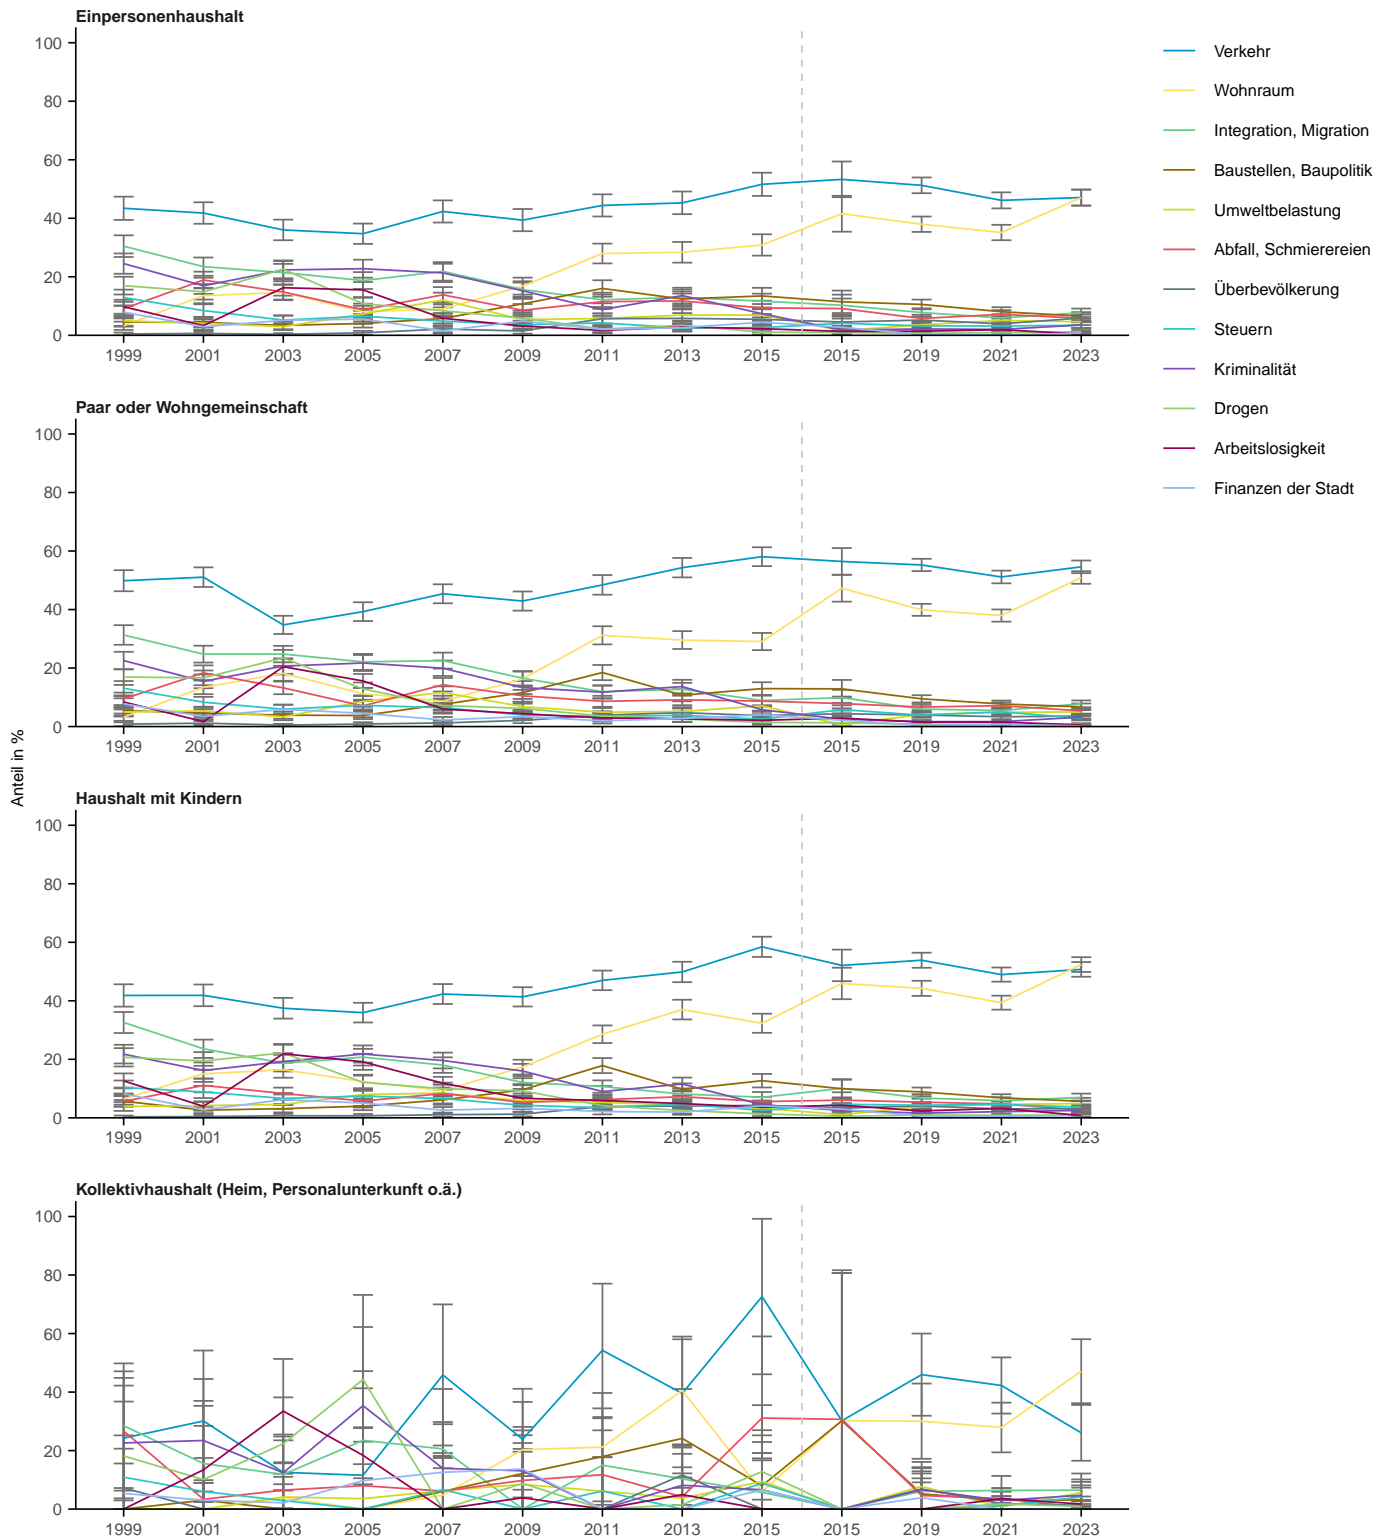 Einpersonenhaushalt
100
80
60
40
20
0
1999 2001 2003 2005 2007 2009 2011 2013 2015 2015 2019 2021 2023
Verkehr
Wohnraum
Integration, Migration
Baustellen, Baupolitik
Umweltbelastung
Abfall, Schmierereien
Überbevölkerung
Steuern
Kriminalität
Drogen
Arbeitslosigkeit
Finanzen der Stadt
Paar oder Wohngemeinschaft
100
80
60
40
20
0
1999 2001 2003 2005 2007 2009 2011 2013 2015 2015 2019 2021 2023
Anteil in %
Haushalt mit Kindern
100
80
60
40
20
0
1999 2001 2003 2005 2007 2009 2011 2013 2015 2015 2019 2021 2023
Kollektivhaushalt (Heim, Personalunterkunft o.ä.)
100
80
60
40
20
0
1999 2001 2003 2005 2007 2009 2011 2013 2015 2015 2019 2021 2023